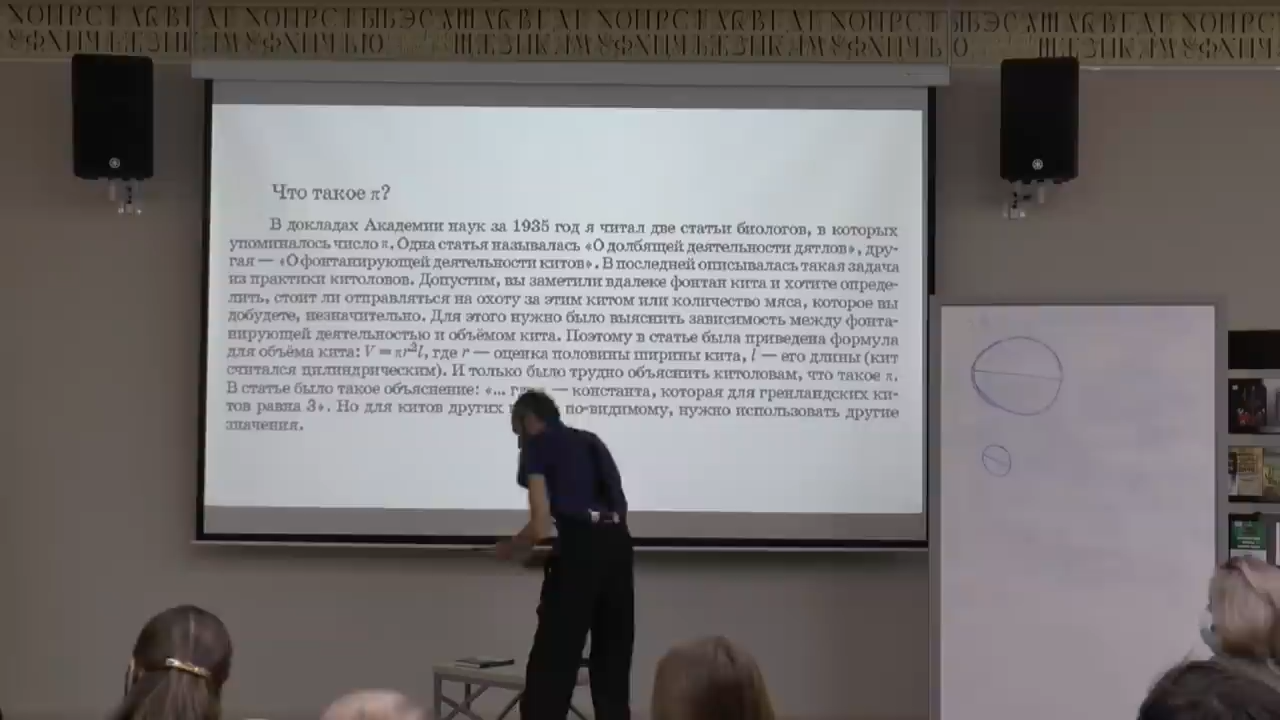 Что такое π?
В докладах Академии наук за 1935 год я читал две статьи биологов, в которых
упоминалось число π. Одна статья называлась «О долбящей деятельности дятлов», дру-
гая — «О фонтанирующей деятельности китов». В последней описывалась такая задача
из практики китоловов. Допустим, вы заметили вдалеке фонтан кита и хотите опреде-
лить, стоит ли отправляться на охоту за этим китом или количество мяса, которое вы
добудете, незначительно. Для этого нужно было выяснить зависимость между фонта-
нирующей деятельностью и объёмом кита. Поэтому в статье была приведена формула
для объёма кита: V = πr²l, где r — оценка половины ширины кита, l — его длины (кит
считался цилиндрическим). И только было трудно объяснить китоловам, что такое π.
В статье было такое объяснение: «... — константа, которая для гренландских ки-
тов равна 3». Но для китов других по-видимому, нужно использовать другие
значения.